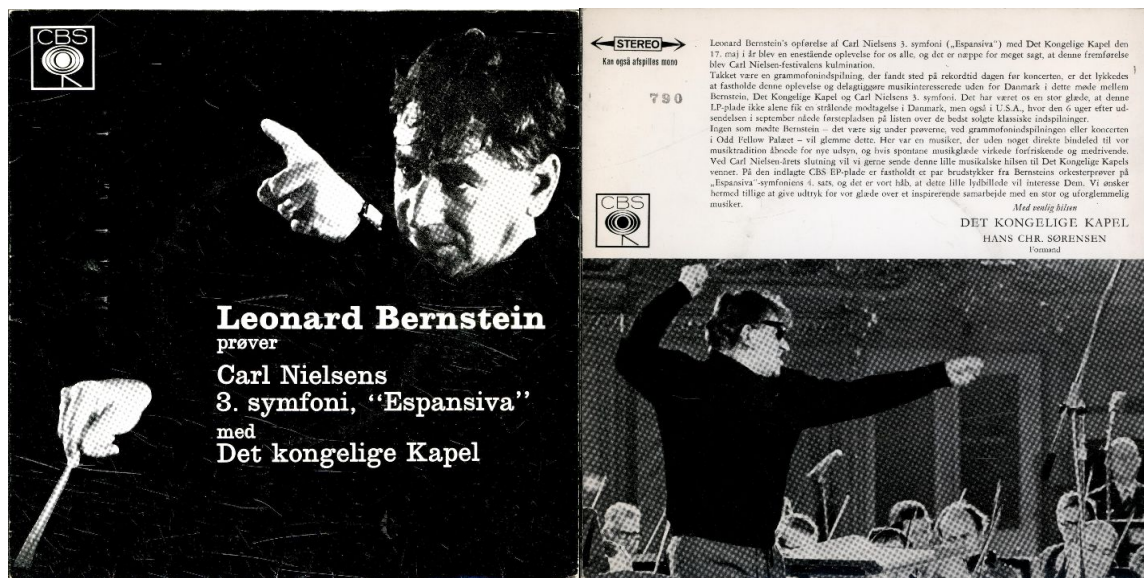 CBS
Leonard Bernstein
prøver
Carl Nielsens
3. symfoni, “Espansiva”
med
Det kongelige Kapel
STEREO
Kan også afspilles mono
790
Leonard Bernstein's opførelse af Carl Nielsens 3. symfoni („Espansiva”) med Det Kongelige Kapel den
17. maj i år blev en enestående oplevelse for os alle, og det er næppe for meget sagt, at denne fremførelse
blev Carl Nielsen-festivalens kulmination.
Takket være en grammofonindspilning, der fandt sted på rekordtid dagen før koncerten, er det lykkedes
at fastholde denne oplevelse og delagtiggøre musikinteresserede uden for Danmark i dette møde mellem
Bernstein, Det Kongelige Kapel og Carl Nielsens 3. symfoni. Det har været os en stor glæde, at denne
LP-plade ikke alene fik en strålende modtagelse i Danmark, men også i U.S.A., hvor den 6 uger efter ud-
sendelsen i september nåede førstepladsen på listen over de bedst solgte klassiske indspilninger.
Ingen som mødte Bernstein – det være sig under prøverne, ved grammofonindspilningen eller koncerten
i Odd Fellow Palæet – vil glemme dette. Her var en musiker, der uden noget direkte bindeled til vor
musiktradition åbnede for nye udsyn, og hvis spontane musikglæde virkede forfriskende og medrivende.
Ved Carl Nielsen-årets slutning vil vi gerne sende denne lille musikalske hilsen til Det Kongelige Kapels
venner. På den indlagte CBS EP-plade er fastholdt et par brudstykker fra Bernsteins orkesterprøver på
„Espansiva”-symfoniens 4. sats, og det er vort håb, at dette lille lydbillede vil interesse Dem. Vi ønsker
hermed tillige at give udtryk for vor glæde over et inspirerende samarbejde med en stor og uforglemmelig
musiker.
Med venlig hilsen
DET KONGELIGE KAPEL
HANS CHR. SØRENSEN
Formand
CBS